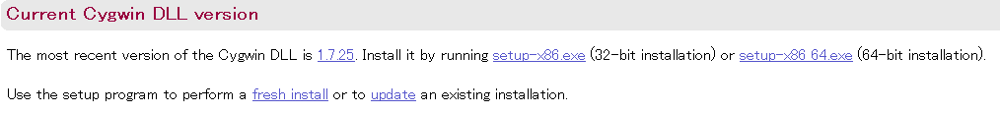 Current Cygwin DLL version
The most recent version of the Cygwin DLL is 1.7.25. Install it by running setup-x86.exe (32-bit installation) or setup-x86_64.exe (64-bit installation).
Use the setup program to perform a fresh install or to update an existing installation.